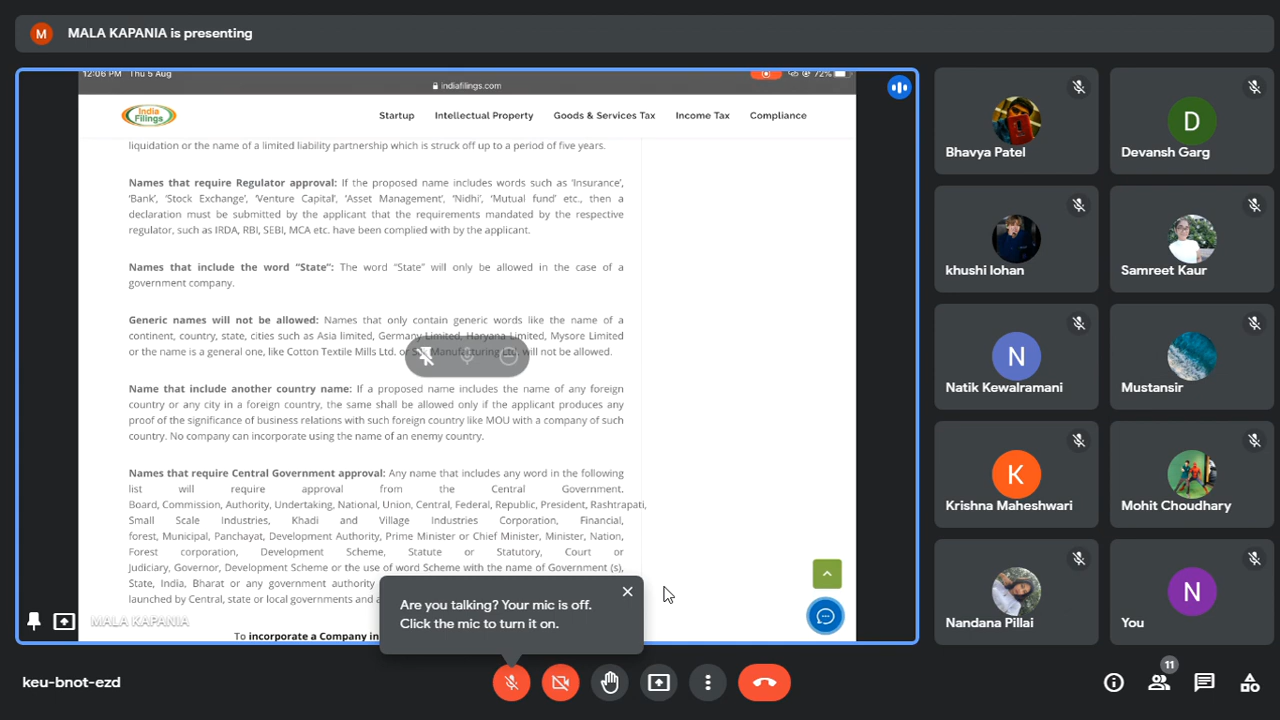 M MALA KAPANIA is presenting
12:06 PM Thu 5 Aug
72%
indiafilings.com
India Filings
Startup Intellectual Property Goods & Services Tax Income Tax Compliance
liquidation or the name of a limited liability partnership which is struck off up to a period of five years.
Names that require Regulator approval: If the proposed name includes words such as ‘Insurance’,
‘Bank’, ‘Stock Exchange’, ‘Venture Capital’, ‘Asset Management’, ‘Nidhi’, ‘Mutual fund’ etc., then a
declaration must be submitted by the applicant that the requirements mandated by the respective
regulator, such as IRDA, RBI, SEBI, MCA etc. have been complied with by the applicant.
Names that include the word “State”: The word “State” will only be allowed in the case of a
government company.
Generic names will not be allowed: Names that only contain generic words like the name of a
continent, country, state, cities such as Asia limited, Germany Limited, Haryana Limited, Mysore Limited
or the name is a general one, like Cotton Textile Mills Ltd. or Manufacturing Ltd. will not be allowed.
Name that include another country name: If a proposed name includes the name of any foreign
country or any city in a foreign country, the same shall be allowed only if the applicant produces any
proof of the significance of business relations with such foreign country like MOU with a company of such
country. No company can incorporate using the name of an enemy country.
Names that require Central Government approval: Any name that includes any word in the following
list will require approval from the Central Government.
Board, Commission, Authority, Undertaking, National, Union, Central, Federal, Republic, President, Rashtrapati,
Small Scale Industries, Khadi and Village Industries Corporation, Financial,
forest, Municipal, Panchayat, Development Authority, Prime Minister or Chief Minister, Minister, Nation,
Forest corporation, Development Scheme, Statute or Statutory, Court or
Judiciary, Governor, Development Scheme or the use of word Scheme with the name of Government (s),
State, India, Bharat or any government authority
launched by Central, state or local governments and
To incorporate a Company in
MALA KAPANIA
Are you talking? Your mic is off.
Click the mic to turn it on.
Bhavya Patel
D
Devansh Garg
khushi lohan
Samreet Kaur
N
Natik Kewalramani
Mustansir
K
Krishna Maheshwari
Mohit Choudhary
Nandana Pillai
N
You
keu-bnot-ezd
11